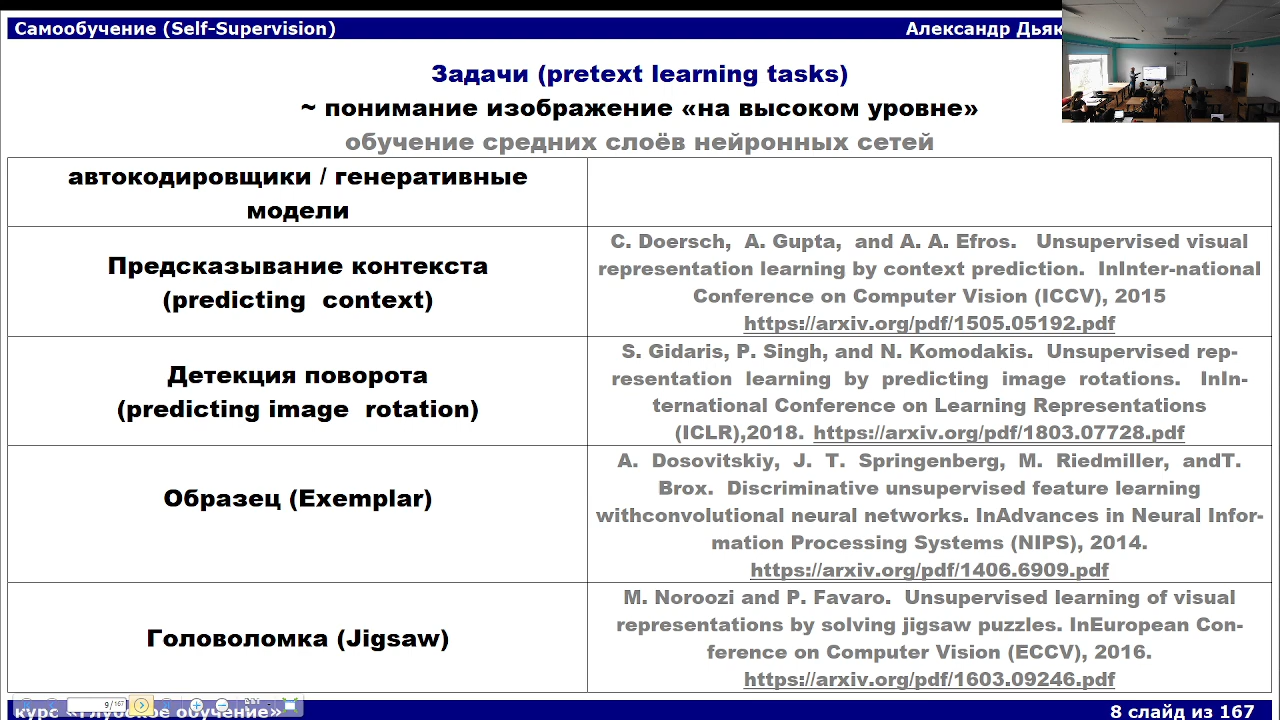 Самообучение (Self-Supervision)
Александр Дьяк
Задачи (pretext learning tasks)
~ понимание изображение «на высоком уровне»
обучение средних слоёв нейронных сетей
автокодировщики / генеративные
модели
Предсказывание контекста
(predicting context)
C. Doersch, A. Gupta, and A. A. Efros. Unsupervised visual
representation learning by context prediction. InInter-national
Conference on Computer Vision (ICCV), 2015
https://arxiv.org/pdf/1505.05192.pdf
Детекция поворота
(predicting image rotation)
S. Gidaris, P. Singh, and N. Komodakis. Unsupervised rep-
resentation learning by predicting image rotations. InIn-
ternational Conference on Learning Representations
(ICLR),2018. https://arxiv.org/pdf/1803.07728.pdf
Образец (Exemplar)
A. Dosovitskiy, J. T. Springenberg, M. Riedmiller, andT.
Brox. Discriminative unsupervised feature learning
withconvolutional neural networks. InAdvances in Neural Infor-
mation Processing Systems (NIPS), 2014.
https://arxiv.org/pdf/1406.6909.pdf
Головоломка (Jigsaw)
M. Noroozi and P. Favaro. Unsupervised learning of visual
representations by solving jigsaw puzzles. InEuropean Con-
ference on Computer Vision (ECCV), 2016.
https://arxiv.org/pdf/1603.09246.pdf
9/167
курс «Глубокое обучение»
8 слайд из 167